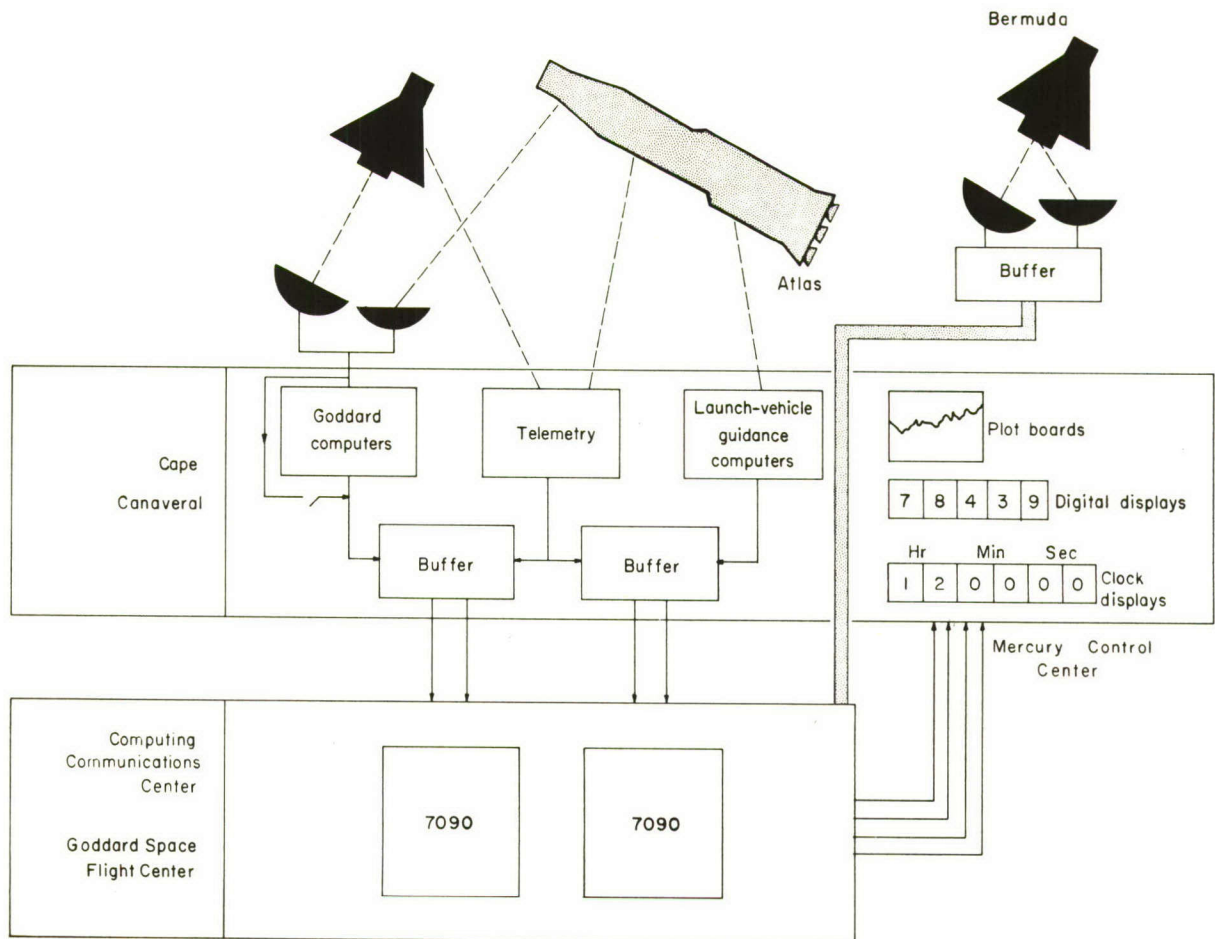 Bermuda
Buffer
Atlas
Cape
Canaveral
Goddard
computers
Telemetry
Launch-vehicle
guidance
computers
Buffer
Buffer
Plot boards
7 8 4 3 9
Digital displays
Hr Min Sec
1 2 0 0 0 0
Clock
displays
Mercury Control
Center
Computing
Communications
Center
Goddard Space
Flight Center
7090
7090